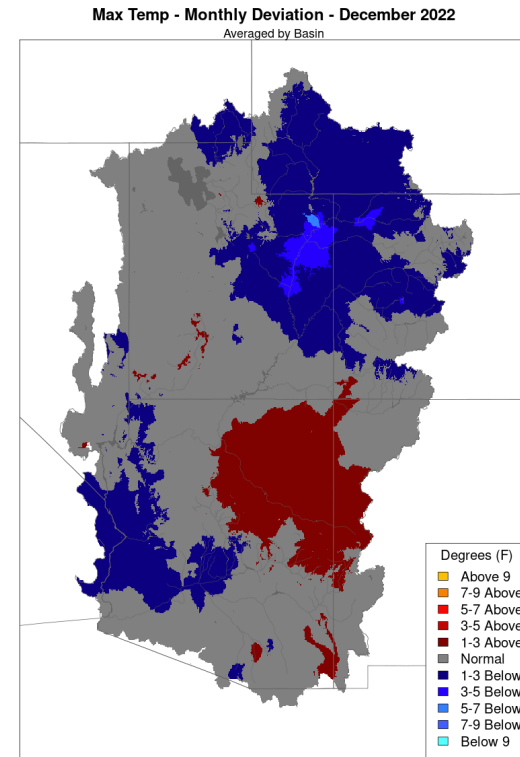 Max Temp - Monthly Deviation - December 2022
Averaged by Basin
Degrees (F)
Above 9
7-9 Above
5-7 Above
3-5 Above
1-3 Above
Normal
1-3 Below
3-5 Below
5-7 Below
7-9 Below
Below 9